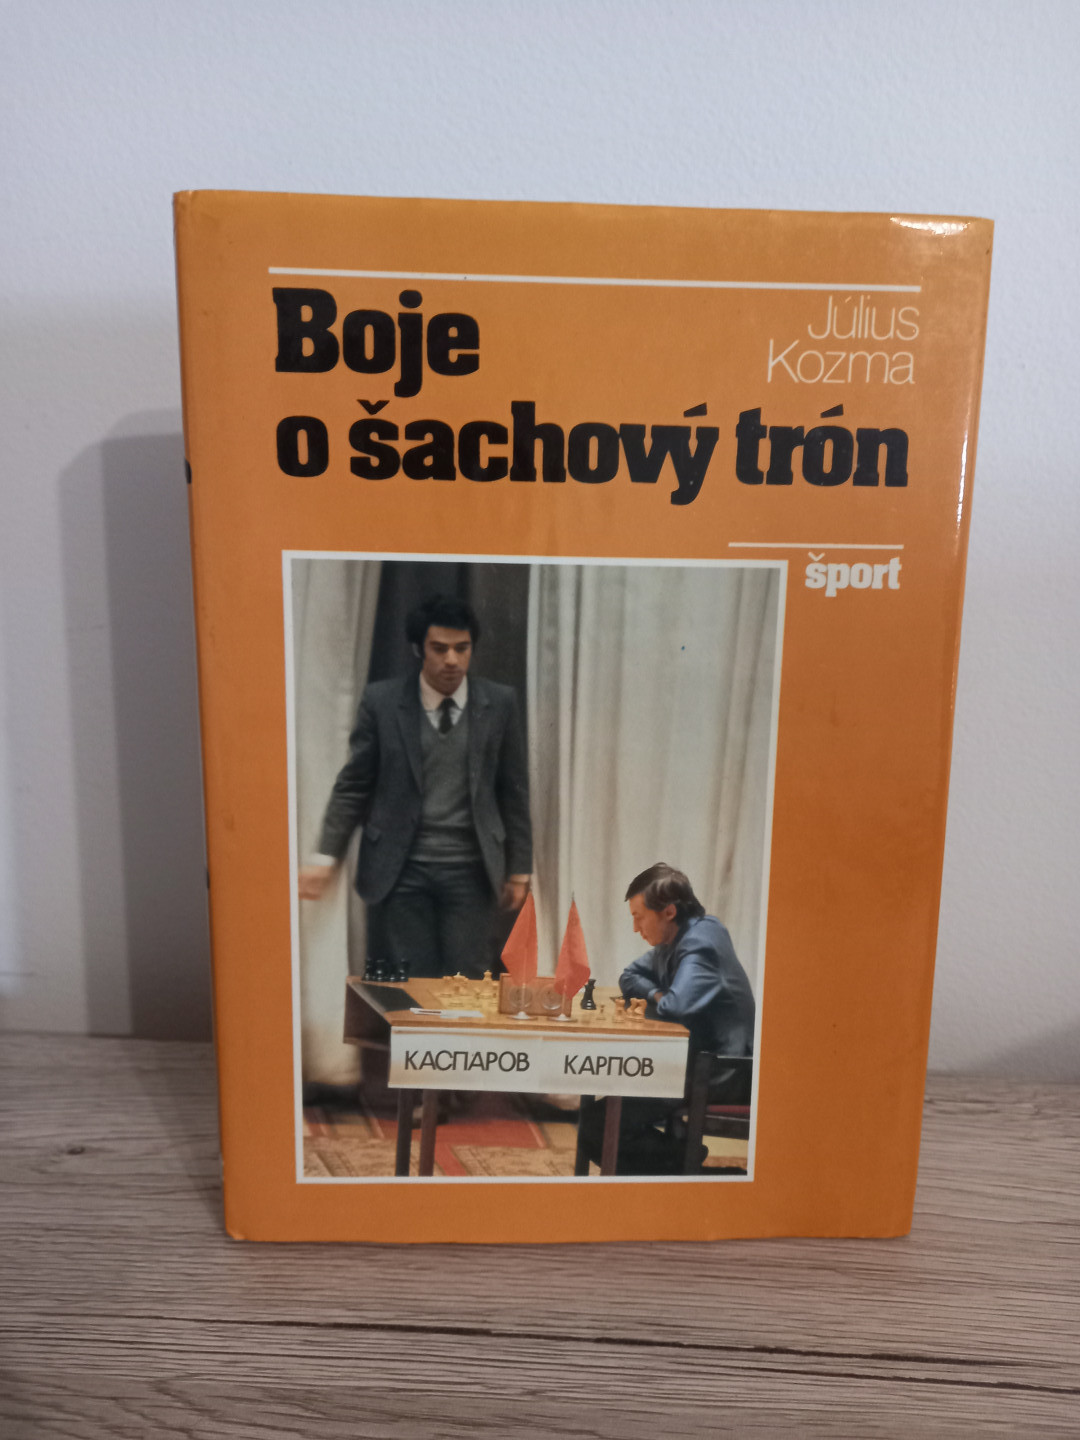 Boje
Július
Kozma
o šachový trón
šport
КАСПАРОВ КАРПОВ